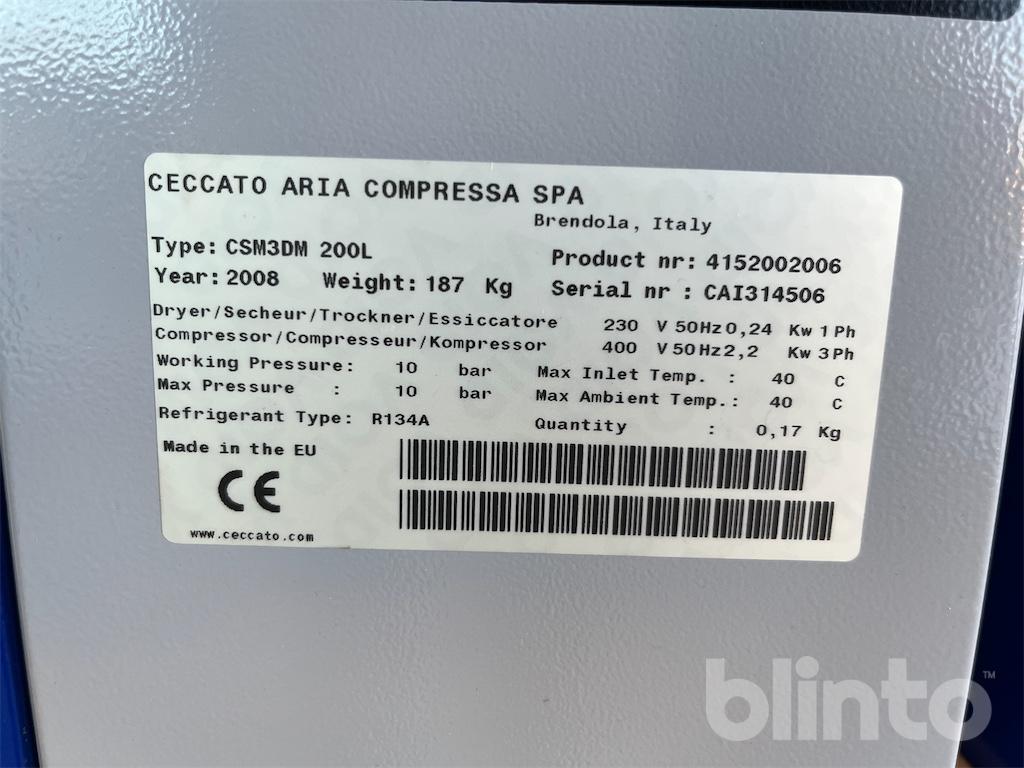 CECCATO ARIA COMPRESSA SPA
Brendola, Italy
Type: CSM3DM 200L Product nr: 4152002006
Year: 2008 Weight: 187 Kg Serial nr : CAI314506
Dryer/Secheur/Trockner/Essiccatore 230 V 50Hz 0,24 Kw 1Ph
Compressor/Compresseur/Kompressor 400 V 50Hz 2,2 Kw 3Ph
Working Pressure: 10 bar Max Inlet Temp. : 40 C
Max Pressure : 10 bar Max Ambient Temp.: 40 C
Refrigerant Type: R134A Quantity : 0,17 Kg
Made in the EU
CE
www.ceccato.com
blinto™